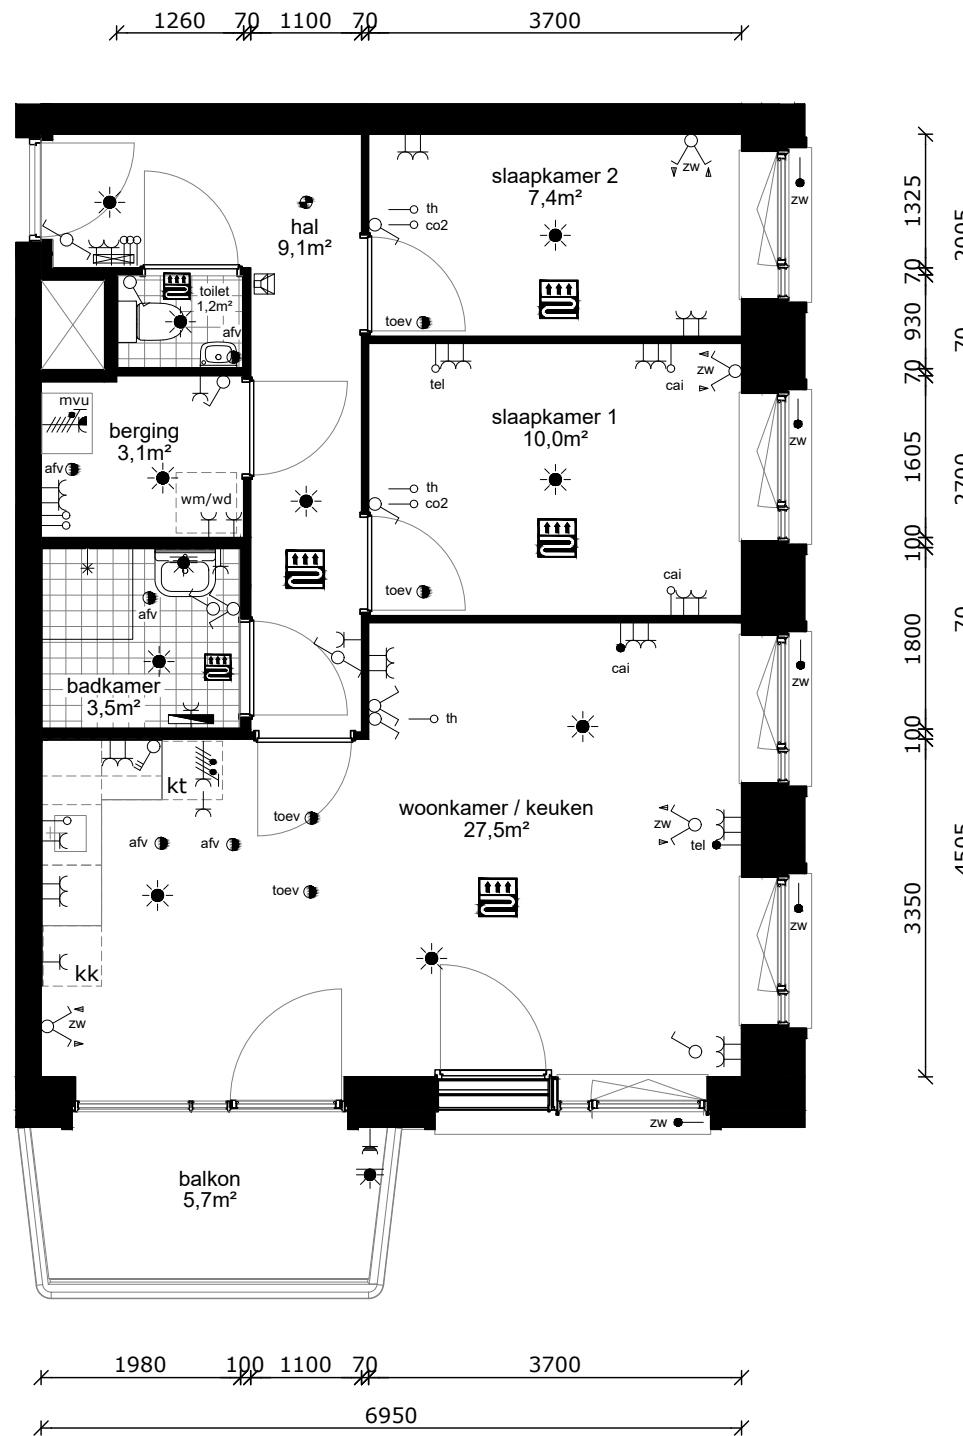 1260 70 1100 70 3700
slaapkamer 2
7,4m²
zw
zw
th
co2
hal
9,1m²
toilet
1,2m²
afv
toev
1325
70
930
70
1605
100
1800
100
3350
tel
cai
zw
zw
mvu
berging
3,1m²
afv
wm/wd
slaapkamer 1
10,0m²
th
co2
toev
cai
afv
badkamer
3,5m²
cai
zw
th
kt
toev
woonkamer / keuken
27,5m²
zw
tel
afv
afv
toev
zw
kk
zw
zw
balkon
5,7m²
1980 100 1100 70 3700
6950